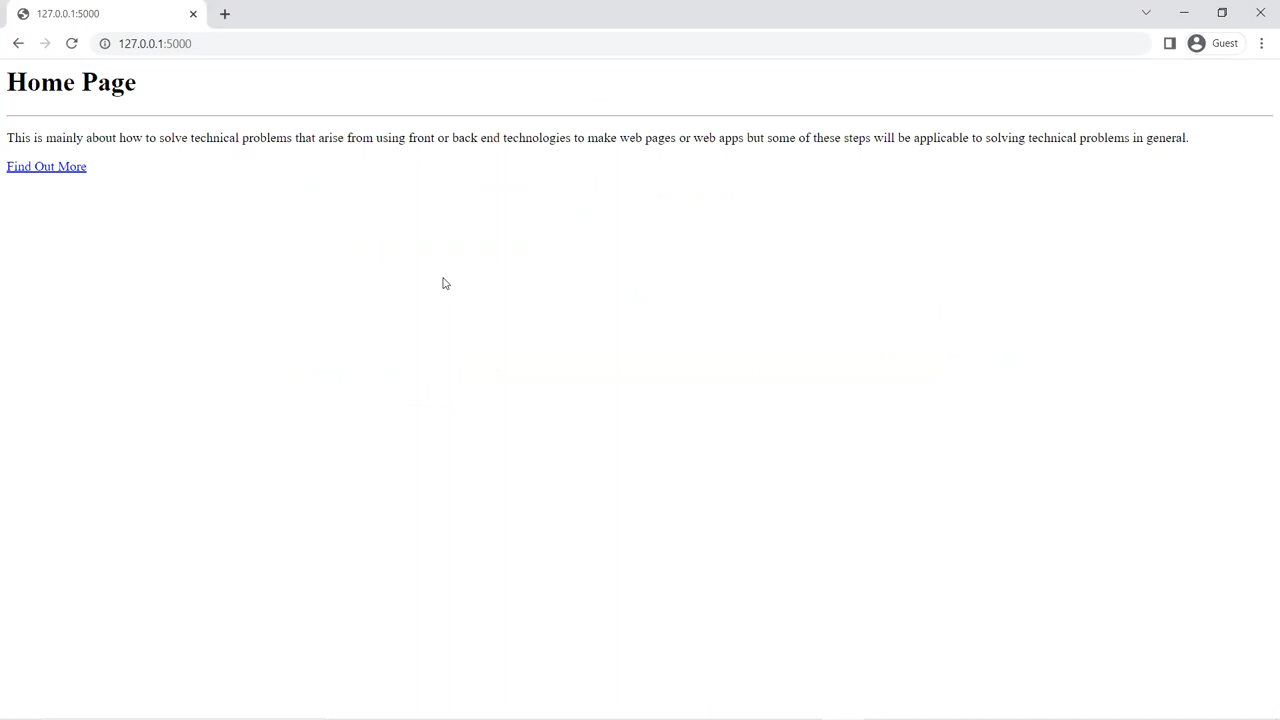 127.0.0.1:5000
127.0.0.1:5000
Guest
Home Page
This is mainly about how to solve technical problems that arise from using front or back end technologies to make web pages or web apps but some of these steps will be applicable to solving technical problems in general.
Find Out More